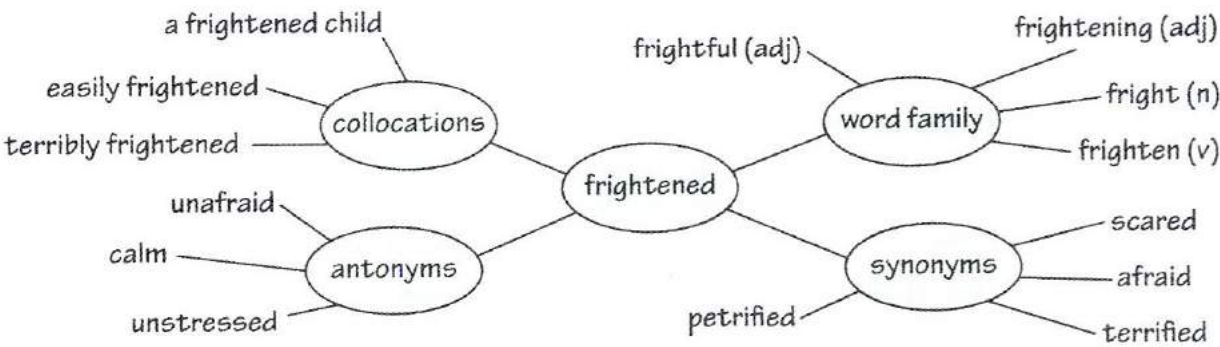 a frightened child
easily frightened
terribly frightened
collocations
frightful (adj)
frightening (adj)
fright (n)
frighten (v)
word family
frightened
unafraid
calm
unstressed
antonyms
synonyms
scared
afraid
terrified
petrified